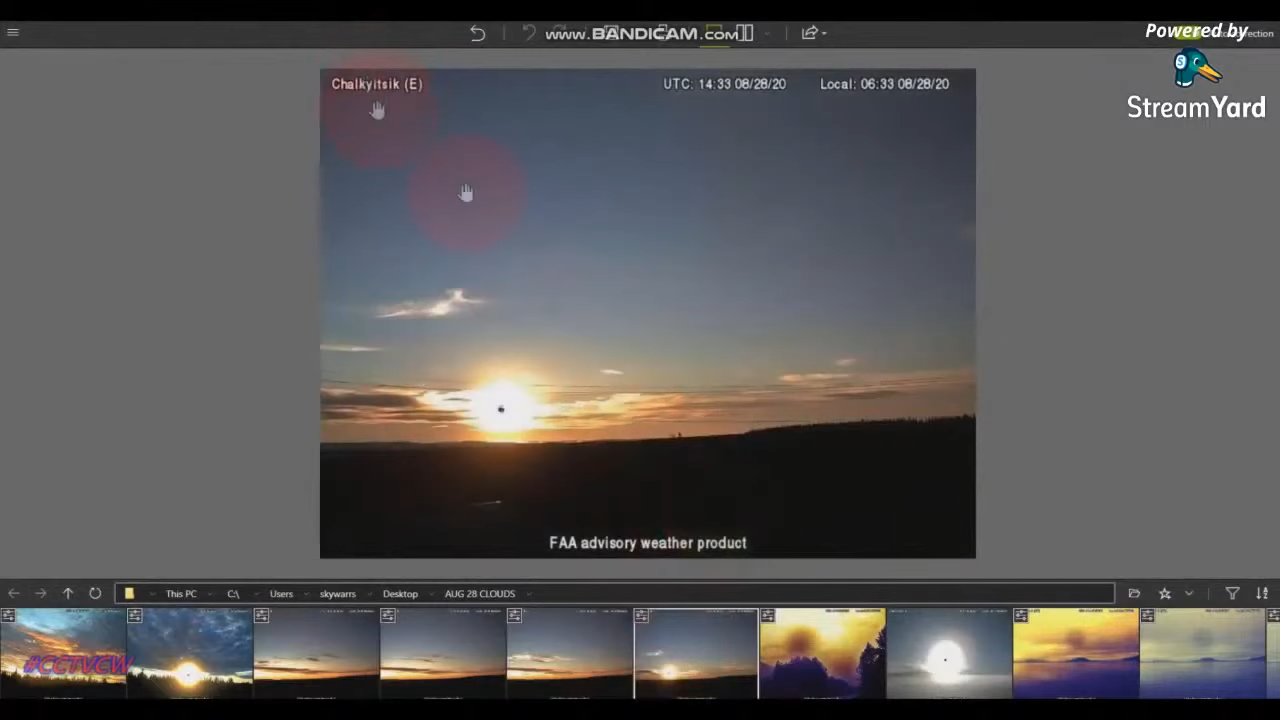 www.BANDICAM.com
Powered by
StreamYard
Chalkyitsik (E)
UTC: 14:33 08/28/20
Local: 06:33 08/28/20
FAA advisory weather product
This PC
C:\
Users
skywarrs
Desktop
AUG 28 CLOUDS
#CCTVCW